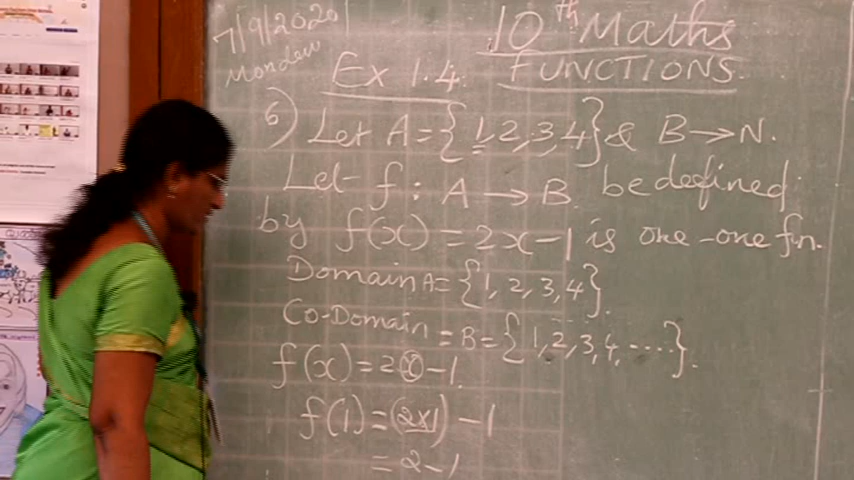 7/9/2020
Monday
10th Maths
FUNCTIONS
Ex 1.4
6) Let A = {1,2,3,4} & B → N.
Let f : A → B be deefined
by f(x) = 2x-1 is one-one fn.
Domain A = {1,2,3,4}.
Co-Domain = B = {1,2,3,4,.....}.
f(x) = 2x-1.
f(1) = (2x1) - 1
= 2-1